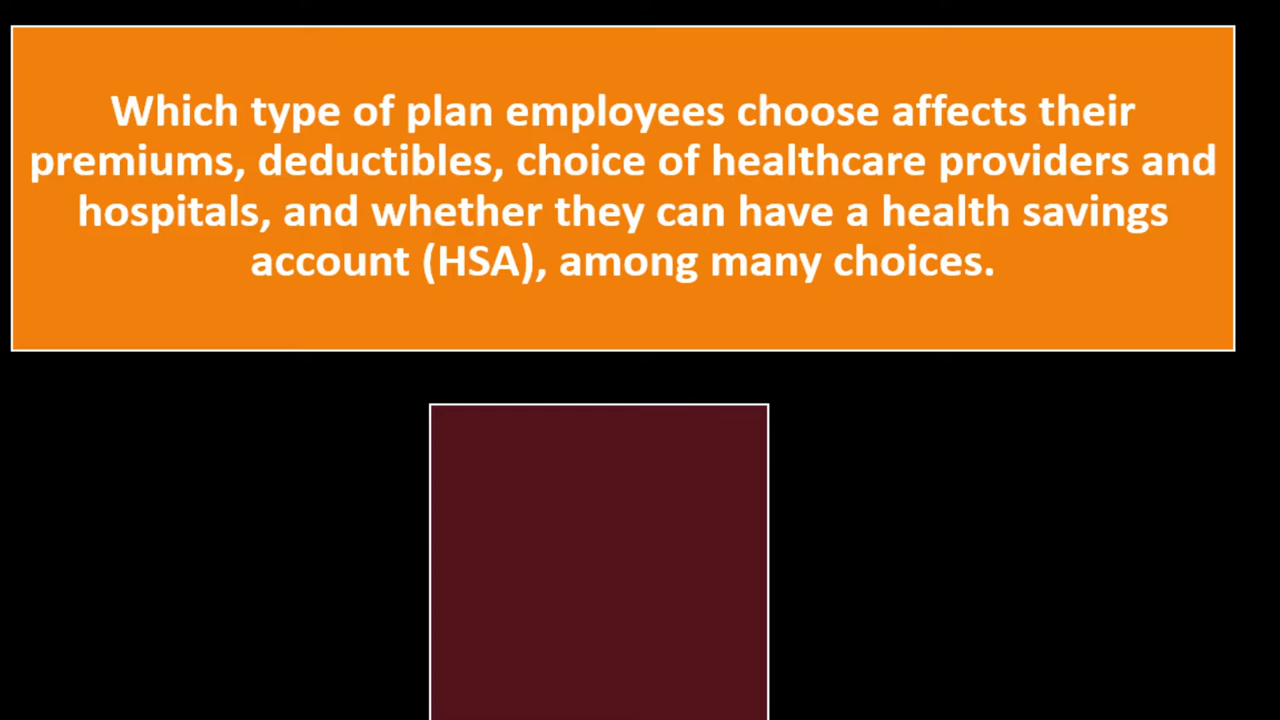 Which type of plan employees choose affects their
premiums, deductibles, choice of healthcare providers and
hospitals, and whether they can have a health savings
account (HSA), among many choices.